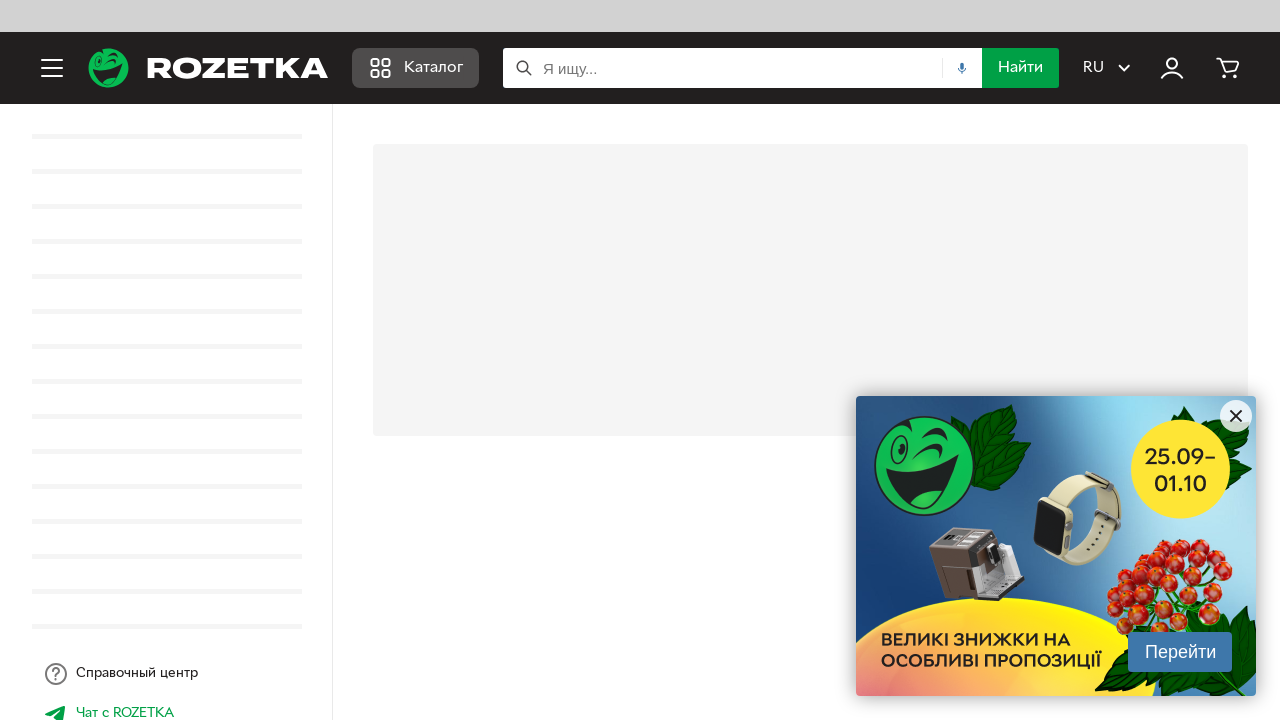 ROZETKA
Каталог
Я ищу...
Найти
RU
25.09–
01.10
ВЕЛИКІ ЗНИЖКИ НА
ОСОБЛИВІ ПРОПОЗИЦІЇ
Перейти
Справочный центр
Чат с ROZETKA